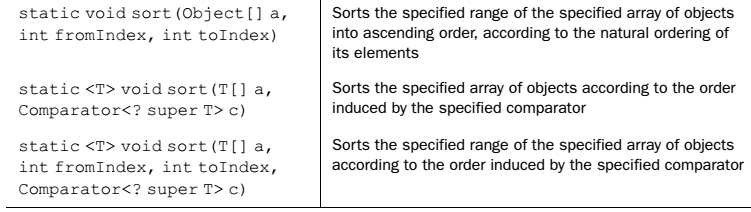 static void sort(Object[] a,
int fromIndex, int toIndex)
Sorts the specified range of the specified array of objects
into ascending order, according to the natural ordering of
its elements
static <T> void sort(T[] a,
Comparator<? super T> c)
Sorts the specified array of objects according to the order
induced by the specified comparator
static <T> void sort(T[] a,
int fromIndex, int toIndex,
Comparator<? super T> c)
Sorts the specified range of the specified array of objects
according to the order induced by the specified comparator